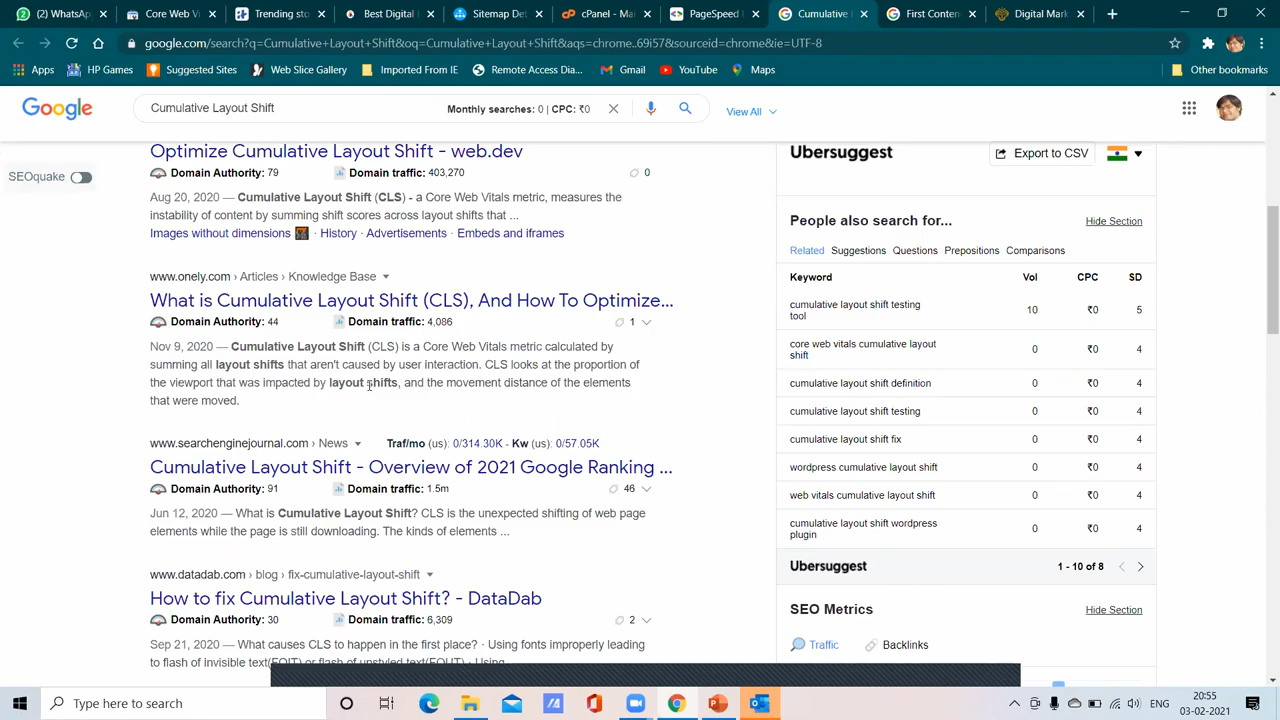 (2) WhatsApp
Core Web Vi
Trending sto
Best Digital
Sitemap Det
cPanel - Mai
PageSpeed
Cumulative
First Conten
Digital Mark
google.com/search?q=Cumulative+Layout+Shift&oq=Cumulative+Layout+Shift&aqs=chrome..69i57&sourceid=chrome&ie=UTF-8
Apps
HP Games
Suggested Sites
Web Slice Gallery
Imported From IE
Remote Access Dia...
Gmail
YouTube
Maps
Other bookmarks
Google
Cumulative Layout Shift
Monthly searches: 0 | CPC: ₹0
View All
SEOquake
Optimize Cumulative Layout Shift - web.dev
Domain Authority: 79
Domain traffic: 403,270
0
Aug 20, 2020 — Cumulative Layout Shift (CLS) - a Core Web Vitals metric, measures the
instability of content by summing shift scores across layout shifts that ...
Images without dimensions · History · Advertisements · Embeds and iframes
www.onely.com › Articles › Knowledge Base
What is Cumulative Layout Shift (CLS), And How To Optimize...
Domain Authority: 44
Domain traffic: 4,086
1
Nov 9, 2020 — Cumulative Layout Shift (CLS) is a Core Web Vitals metric calculated by
summing all layout shifts that aren't caused by user interaction. CLS looks at the proportion of
the viewport that was impacted by layout shifts, and the movement distance of the elements
that were moved.
www.searchenginejournal.com › News
Traf/mo (us): 0/314.30K - Kw (us): 0/57.05K
Cumulative Layout Shift - Overview of 2021 Google Ranking ...
Domain Authority: 91
Domain traffic: 1.5m
46
Jun 12, 2020 — What is Cumulative Layout Shift? CLS is the unexpected shifting of web page
elements while the page is still downloading. The kinds of elements ...
www.datadab.com › blog › fix-cumulative-layout-shift
How to fix Cumulative Layout Shift? - DataDab
Domain Authority: 30
Domain traffic: 6,309
2
Sep 21, 2020 — What causes CLS to happen in the first place? · Using fonts improperly leading
to flash of invisible text(FOIT) or flash of unstyled text(FOUT) · Using
Ubersuggest
Export to CSV
People also search for...
Hide Section
Related Suggestions Questions Prepositions Comparisons
Keyword Vol CPC SD
cumulative layout shift testing
tool
10 ₹0 5
core web vitals cumulative layout
shift
0 ₹0 4
cumulative layout shift definition 0 ₹0 4
cumulative layout shift testing 0 ₹0 4
cumulative layout shift fix 0 ₹0 4
wordpress cumulative layout shift 0 ₹0 4
web vitals cumulative layout shift 0 ₹0 4
cumulative layout shift wordpress
plugin
0 ₹0 4
Ubersuggest
1 - 10 of 8
SEO Metrics
Hide Section
Traffic
Backlinks
Type here to search
ENG
20:55
03-02-2021